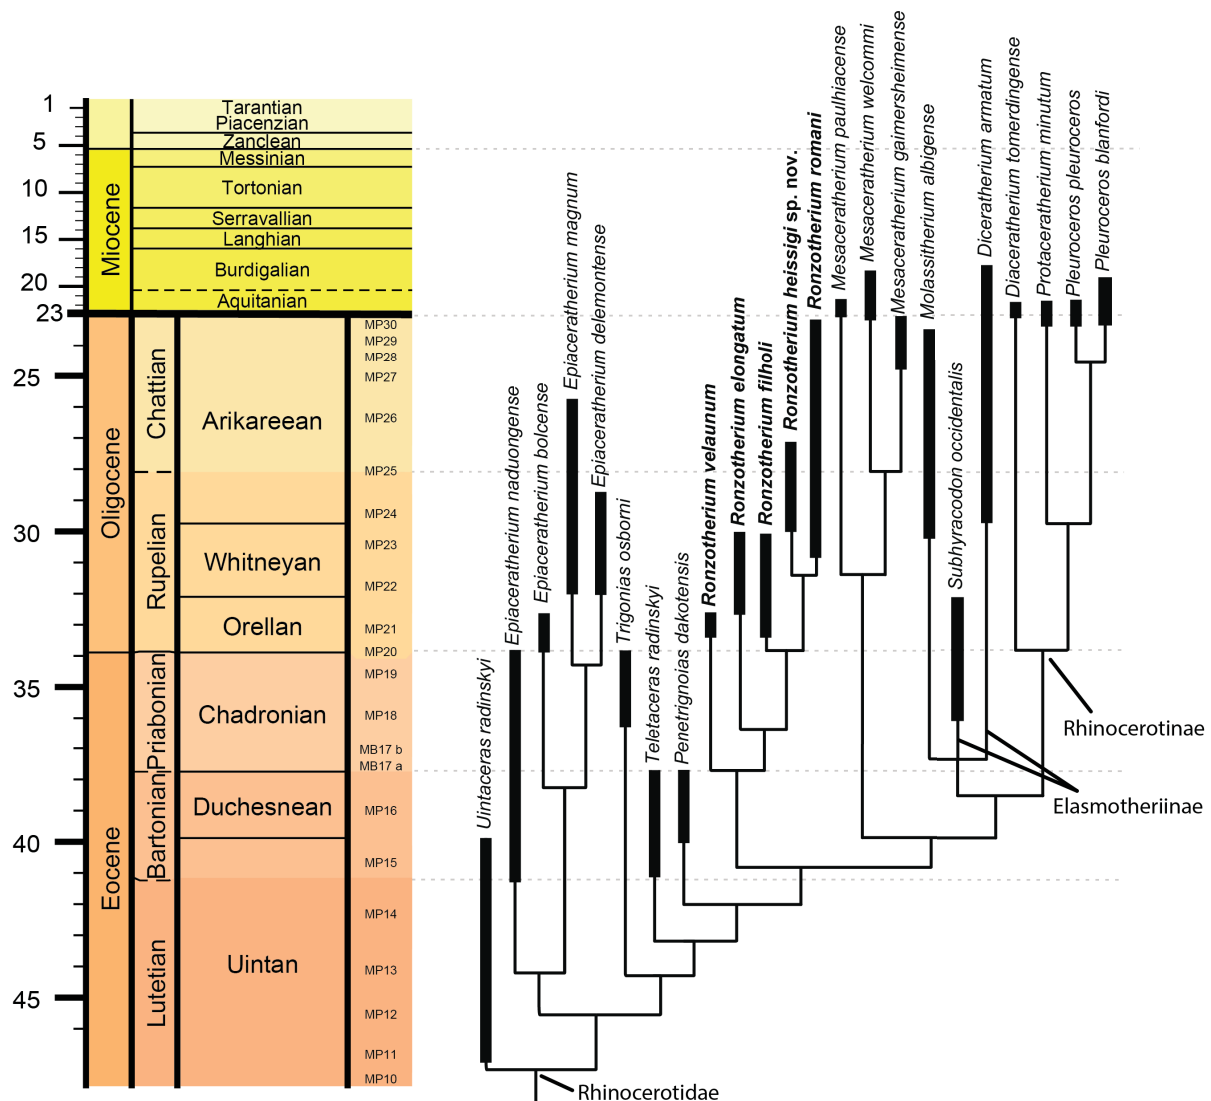 1
5
10
15
20
23
25
30
35
40
45
Miocene
Oligocene
Eocene
Tarantian
Piacenzian
Zanclean
Messinian
Tortonian
Serravallian
Langhian
Burdigalian
Aquitanian
Chattian
Rupelian
Priabonian
Bartonian
Lutetian
Arikareean
Whitneyan
Orellan
Chadronian
Duchesnean
Uintan
MP30
MP29
MP28
MP27
MP26
MP25
MP24
MP23
MP22
MP21
MP20
MP19
MP18
MB17 b
MB17 a
MP16
MP15
MP14
MP13
MP12
MP11
MP10
Uintaceras radinskyi
Epiaceratherium naduongense
Epiaceratherium bolcense
Epiaceratherium magnum
Epiaceratherium delemontense
Trigonias osborni
Teletaceras radinskyi
Penetrignoias dakotensis
Ronzotherium velaunum
Ronzotherium elongatum
Ronzotherium filholi
Ronzotherium heissigi sp. nov.
Ronzotherium romani
Mesaceratherium paulhiacense
Mesaceratherium welcommi
Mesaceratherium gaimersheimense
Molassitherium albigense
Subhyracodon occidentalis
Diceratherium armatum
Diaceratherium tomerdingense
Protaceratherium minutum
Pleuroceros pleuroceros
Pleuroceros blanfordi
Rhinocerotinae
Elasmotheriinae
Rhinocerotidae